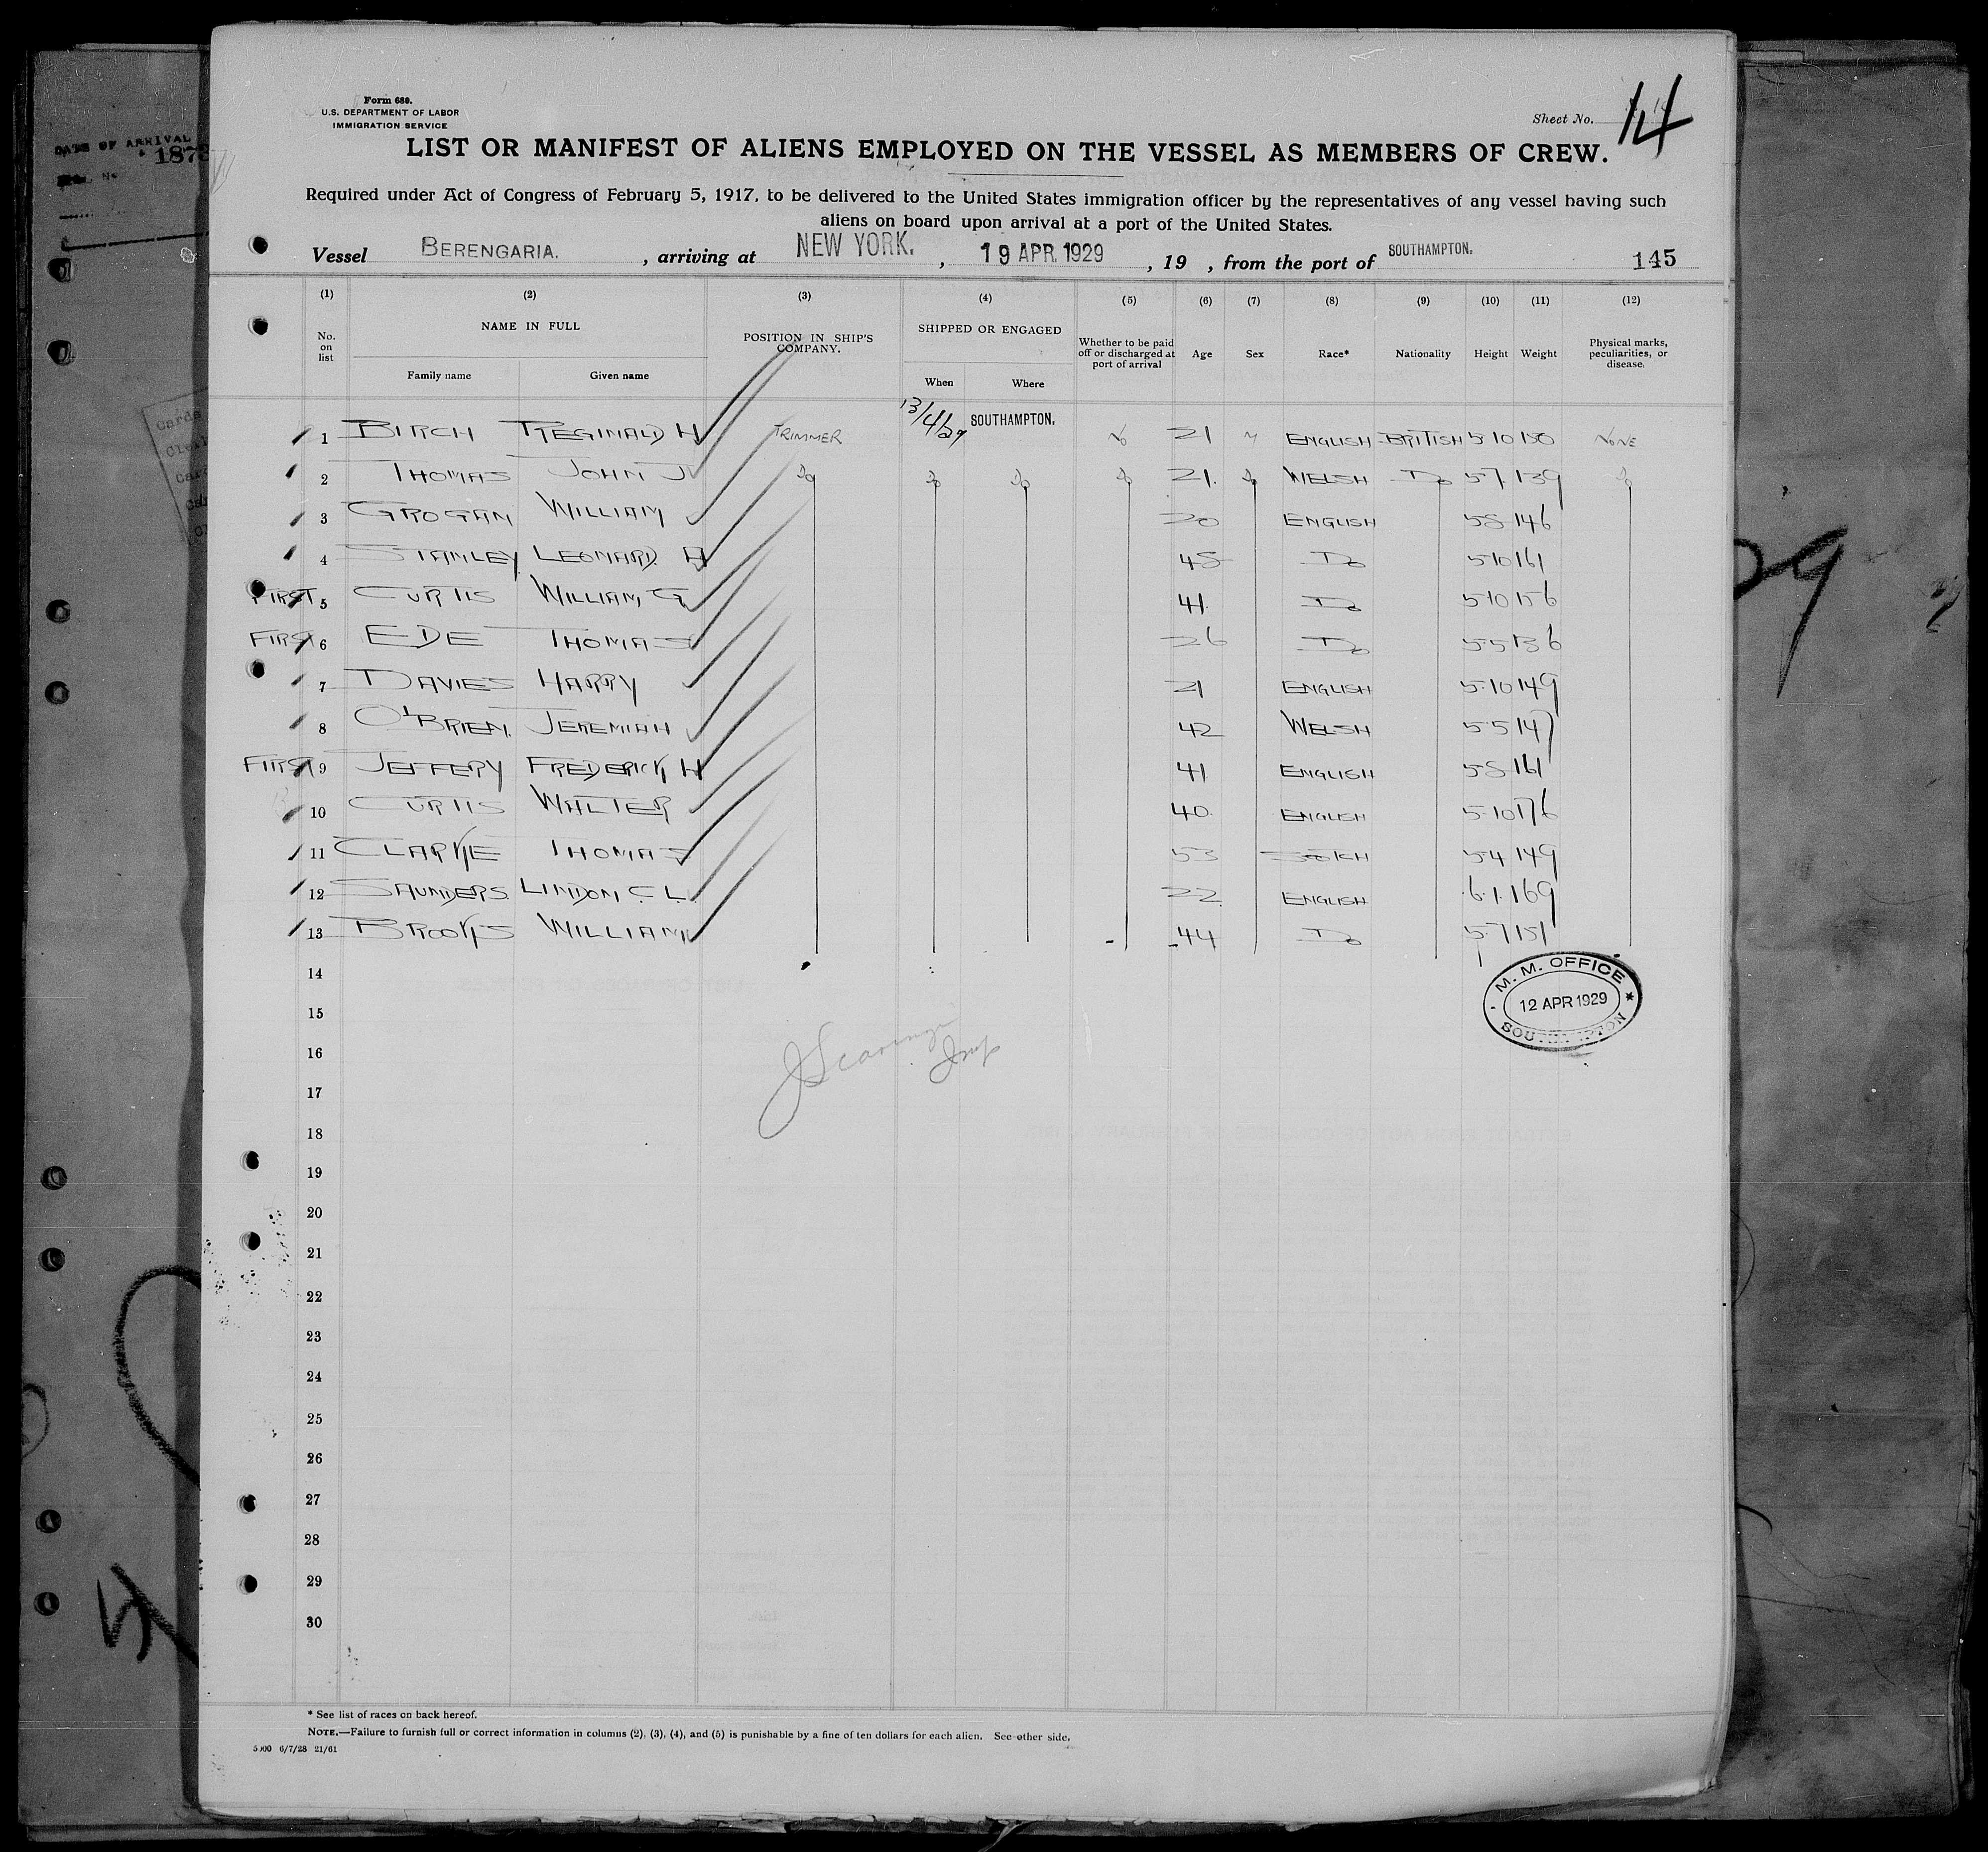 Form 680.
U.S. DEPARTMENT OF LABOR
IMMIGRATION SERVICE
Sheet No. 14
LIST OR MANIFEST OF ALIENS EMPLOYED ON THE VESSEL AS MEMBERS OF CREW.
Required under Act of Congress of February 5, 1917, to be delivered to the United States immigration officer by the representatives of any vessel having such
aliens on board upon arrival at a port of the United States.
Vessel BERENGARIA. , arriving at NEW YORK. , 19 APR. 1929 , 19 , from the port of SOUTHAMPTON. 145
(1) (2) (3) (4) (5) (6) (7) (8) (9) (10) (11) (12)
No. on list NAME IN FULL Family name Given name POSITION IN SHIP'S COMPANY. SHIPPED OR ENGAGED When Where Whether to be paid off or discharged at port of arrival Age Sex Race* Nationality Height Weight Physical marks, peculiarities, or disease.
1 BIRCH REGINALD H TRIMMER 13/4/29 SOUTHAMPTON. No 21 M ENGLISH BRITISH 5 10 150 NONE
2 THOMAS JOHN J Do Do Do Do 21. Do WELSH Do 5 7 139 Do
3 GROGAN WILLIAM 20 ENGLISH 5 8 146
4 STANLEY LEONARD. A 45 Do 5 10 161
FIRST 5 CURTIS WILLIAM, G 41. Do 5 10 156
FIRST 6 EDE THOMAS 26 Do 5.5 136
7 DAVIES HARRY 21 ENGLISH 5.10 149
8 O'BRIEN. JEREMIAH 42 WELSH 5.5 147
FIRST 9 JEFFERY FREDERICK H 41 ENGLISH 5 8 161
10 CURTIS WALTER 40. ENGLISH 5.10 176
11 CLARKE THOMAS 53 5.4 149
12 SAUNDERS. LINDON C. L. 22. ENGLISH 6.1. 169
13 BROOKS WILLIAM 44 Do 5.7 151
14
M. M. OFFICE
12 APR 1929
SOUTHAMPTON
15
16
17
18
19
20
21
22
23
24
25
26
27
28
29
30
* See list of races on back hereof.
NOTE.—Failure to furnish full or correct information in columns (2), (3), (4), and (5) is punishable by a fine of ten dollars for each alien. See other side.
5000 6/7/28 21/61
DATE OF ARRIVAL
1873